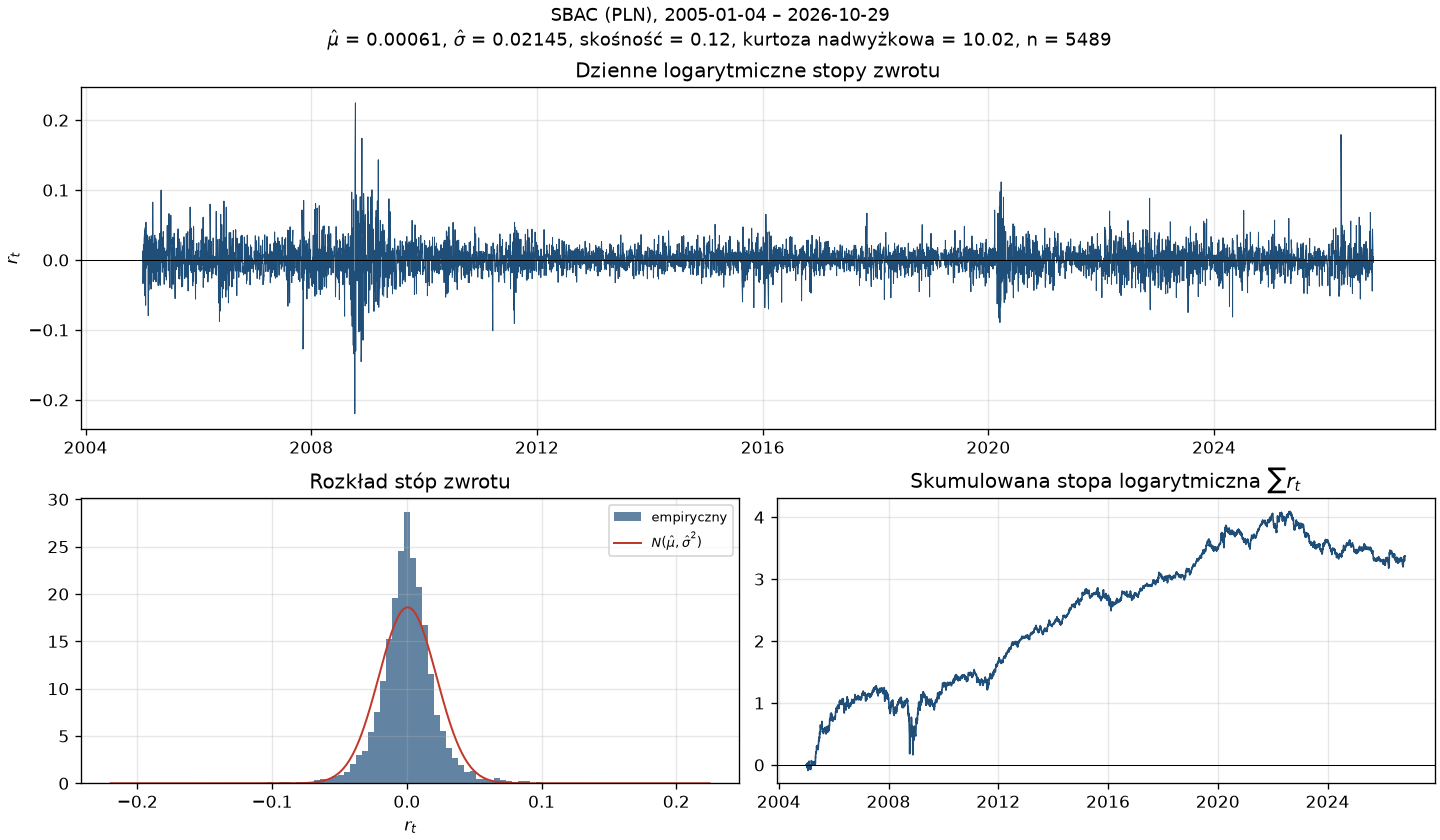 SBAC (PLN), 2005-01-04 – 2026-10-29
μ̂ = 0.00061, σ̂ = 0.02145, skośność = 0.12, kurtoza nadwyżkowa = 10.02, n = 5489
Dzienne logarytmiczne stopy zwrotu
0.2
0.1
0.0
−0.1
−0.2
r_t
2004 2008 2012 2016 2020 2024
Rozkład stóp zwrotu
30
25
20
15
10
5
0
empiryczny
N(μ̂, σ̂²)
−0.2 −0.1 0.0 0.1 0.2
r_t
Skumulowana stopa logarytmiczna ∑r_t
4
3
2
1
0
2004 2008 2012 2016 2020 2024